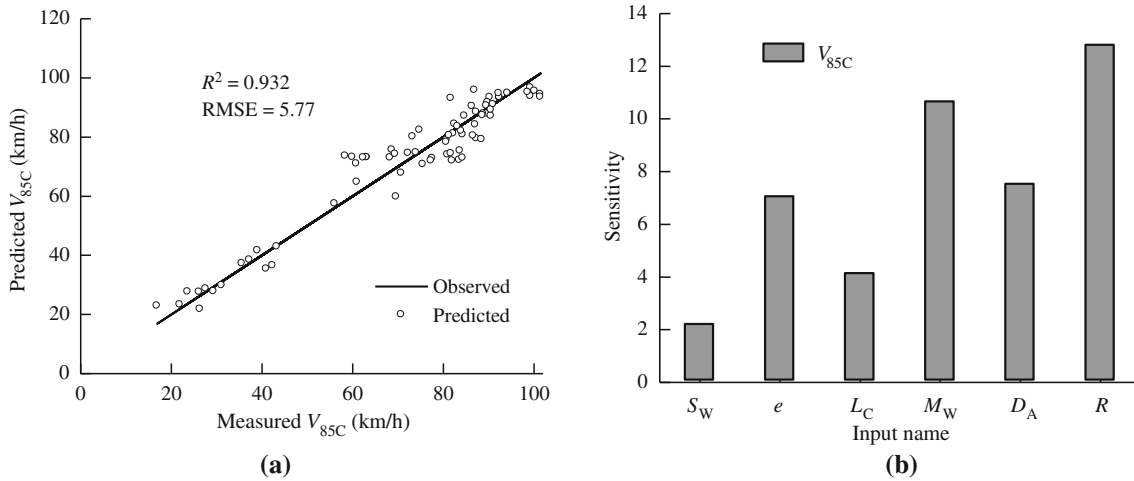 120
100
80
60
40
20
0
Predicted V85C (km/h)
R2 = 0.932
RMSE = 5.77
Observed
Predicted
0 20 40 60 80 100
Measured V85C (km/h)
(a)
14
12
10
8
6
4
2
0
Sensitivity
V85C
SW e LC MW DA R
Input name
(b)